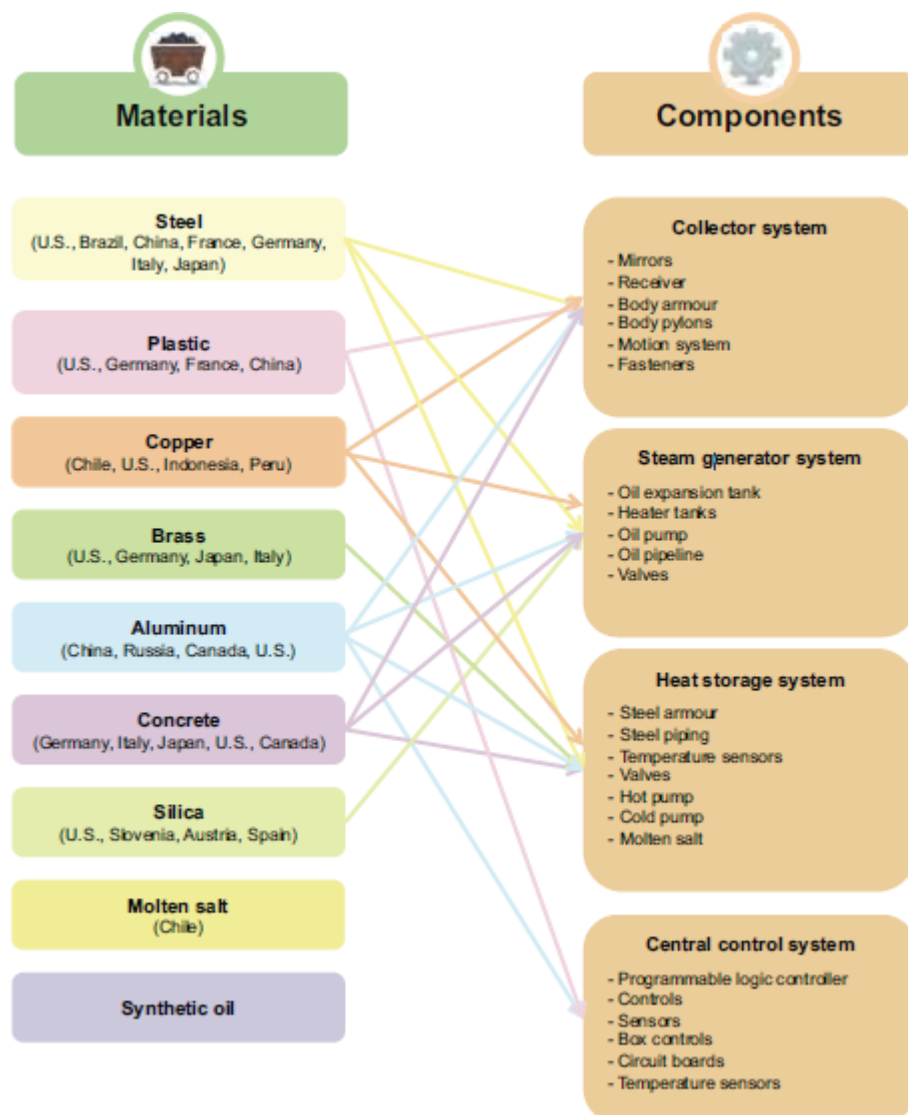 Materials
Components
Steel
(U.S., Brazil, China, France, Germany,
Italy, Japan)
Plastic
(U.S., Germany, France, China)
Copper
(Chile, U.S., Indonesia, Peru)
Brass
(U.S., Germany, Japan, Italy)
Aluminum
(China, Russia, Canada, U.S.)
Concrete
(Germany, Italy, Japan, U.S., Canada)
Silica
(U.S., Slovenia, Austria, Spain)
Molten salt
(Chile)
Synthetic oil
Collector system
- Mirrors
- Receiver
- Body armour
- Body pylons
- Motion system
- Fasteners
Steam generator system
- Oil expansion tank
- Heater tanks
- Oil pump
- Oil pipeline
- Valves
Heat storage system
- Steel armour
- Steel piping
- Temperature sensors
- Valves
- Hot pump
- Cold pump
- Molten salt
Central control system
- Programmable logic controller
- Controls
- Sensors
- Box controls
- Circuit boards
- Temperature sensors